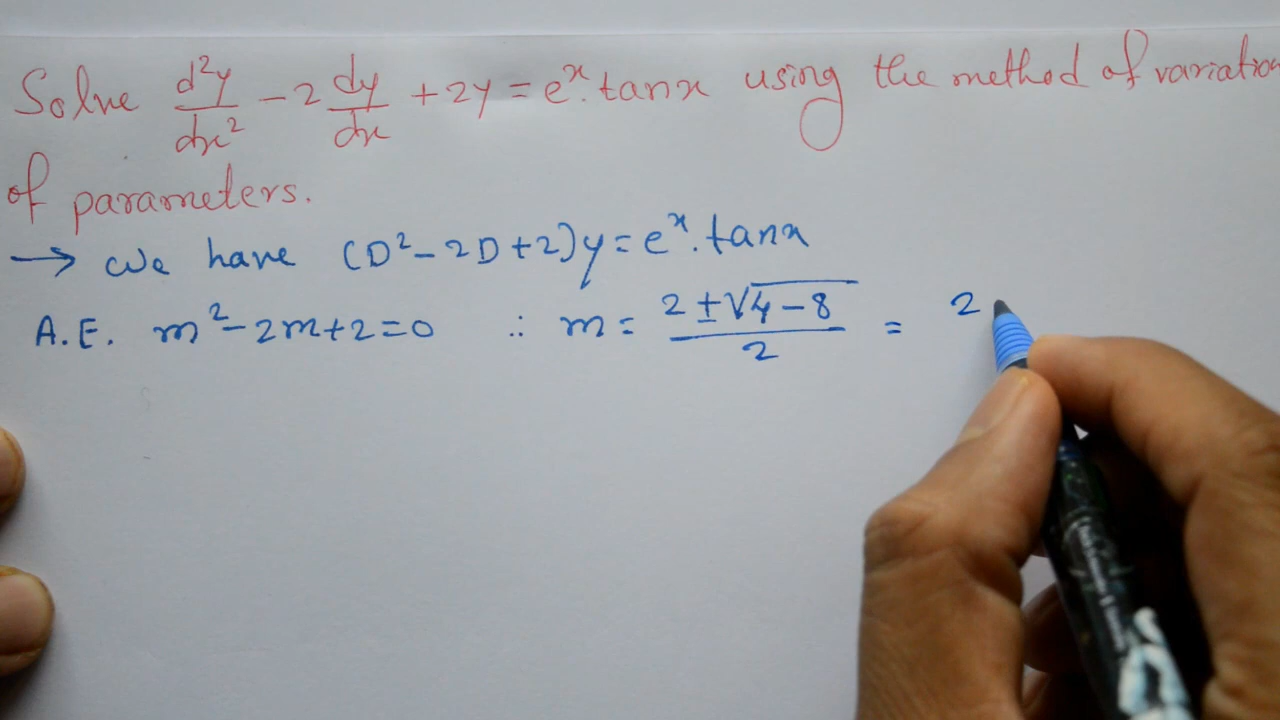 Solve d²y/dx² − 2 dy/dx + 2y = eˣ. tanx using the method of variation
of parameters.
→ We have (D² − 2D + 2)y = eˣ. tanx
A.E. m² − 2m + 2 = 0 ∴ m = (2 ± √(4 − 8))/2 = 2